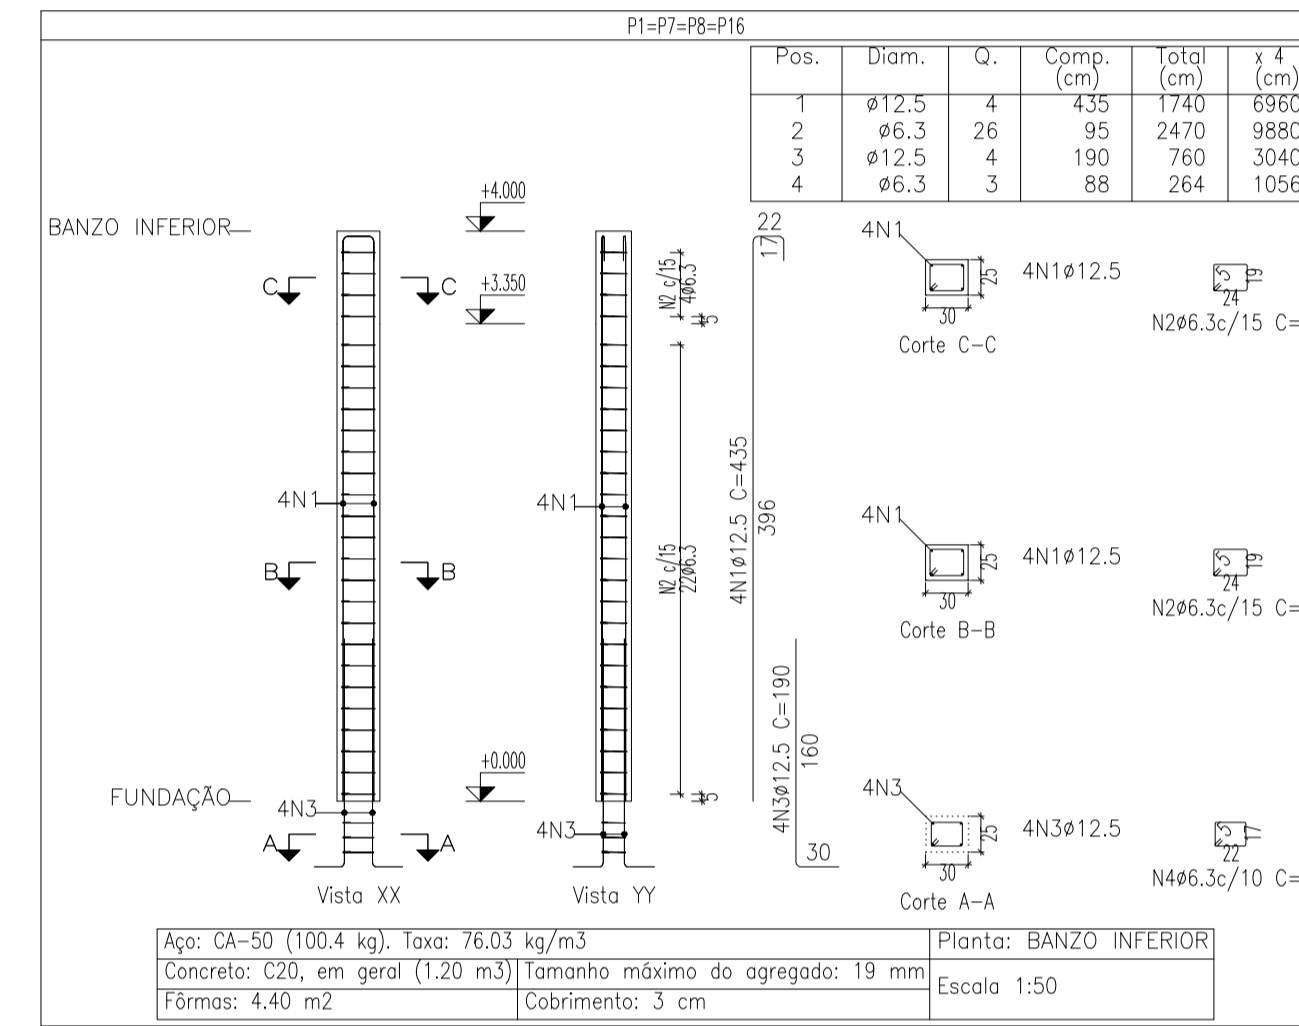 P1=P7=P8=P16
Pos. Diam. Q. Comp. (cm) Total (cm) x 4 (cm)
1 ø12.5 4 435 1740 6960
2 ø6.3 26 95 2470 9880
3 ø12.5 4 190 760 3040
4 ø6.3 3 88 264 1056
BANZO INFERIOR
+4.000
C C
+3.350
4N1
B B
FUNDAÇÃO
+0.000
4N3
A A
Vista XX
4N1
4N3
Vista YY
N2 c/15
4ø6.3
5
N2 c/15
22ø6.3
5
22
17
4N1ø12.5 C=435
396
4N3ø12.5 C=190
160
30
4N1
25
30
4N1ø12.5
Corte C-C
5
19
24
N2ø6.3c/15 C=
4N1
25
30
4N1ø12.5
Corte B-B
5
19
24
N2ø6.3c/15 C=
4N3
25
30
4N3ø12.5
Corte A-A
5
17
22
N4ø6.3c/10 C=
Aço: CA-50 (100.4 kg). Taxa: 76.03 kg/m3
Planta: BANZO INFERIOR
Concreto: C20, em geral (1.20 m3)
Tamanho máximo do agregado: 19 mm
Escala 1:50
Fôrmas: 4.40 m2
Cobrimento: 3 cm